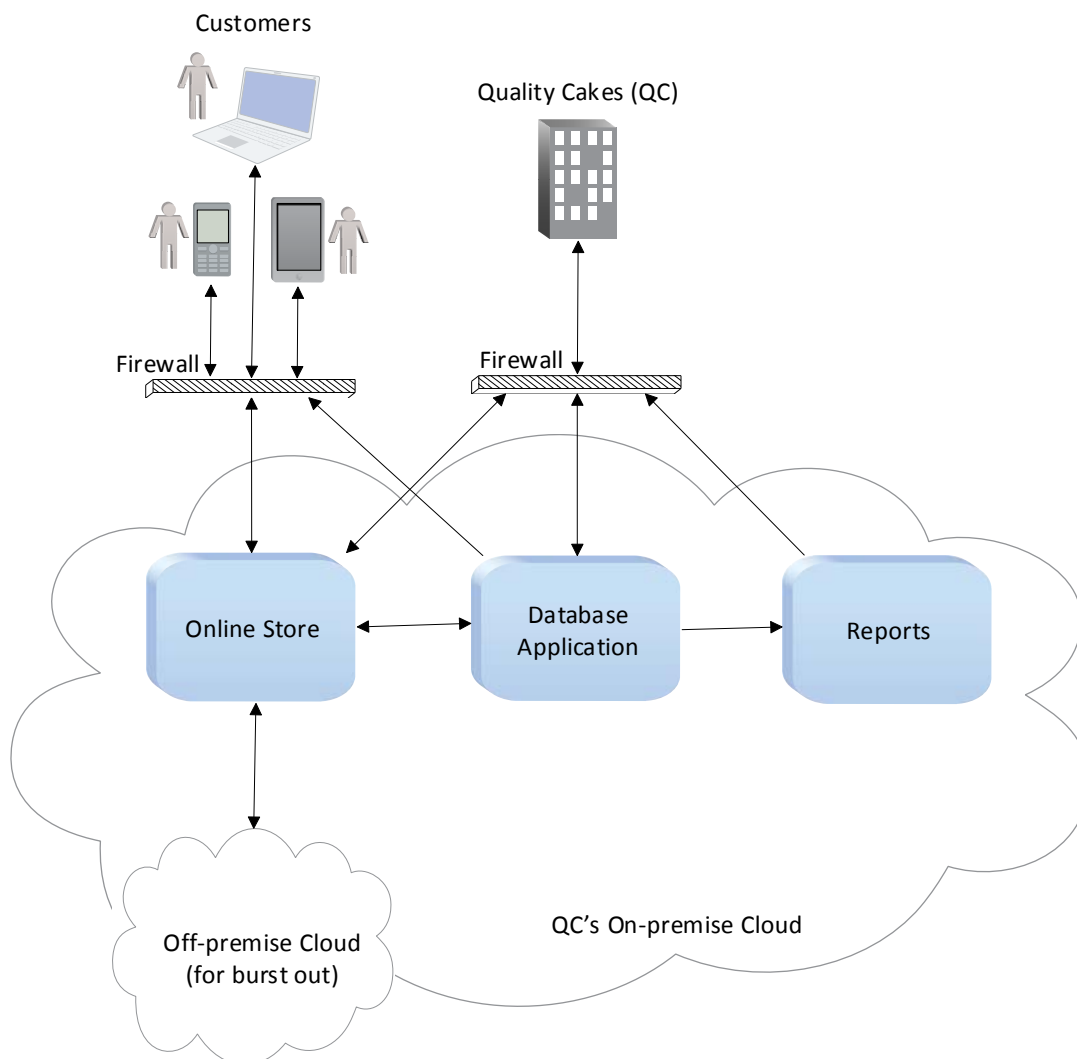 Customers
Quality Cakes (QC)
Firewall
Firewall
Online Store
Database
Application
Reports
Off-premise Cloud
(for burst out)
QC’s On-premise Cloud